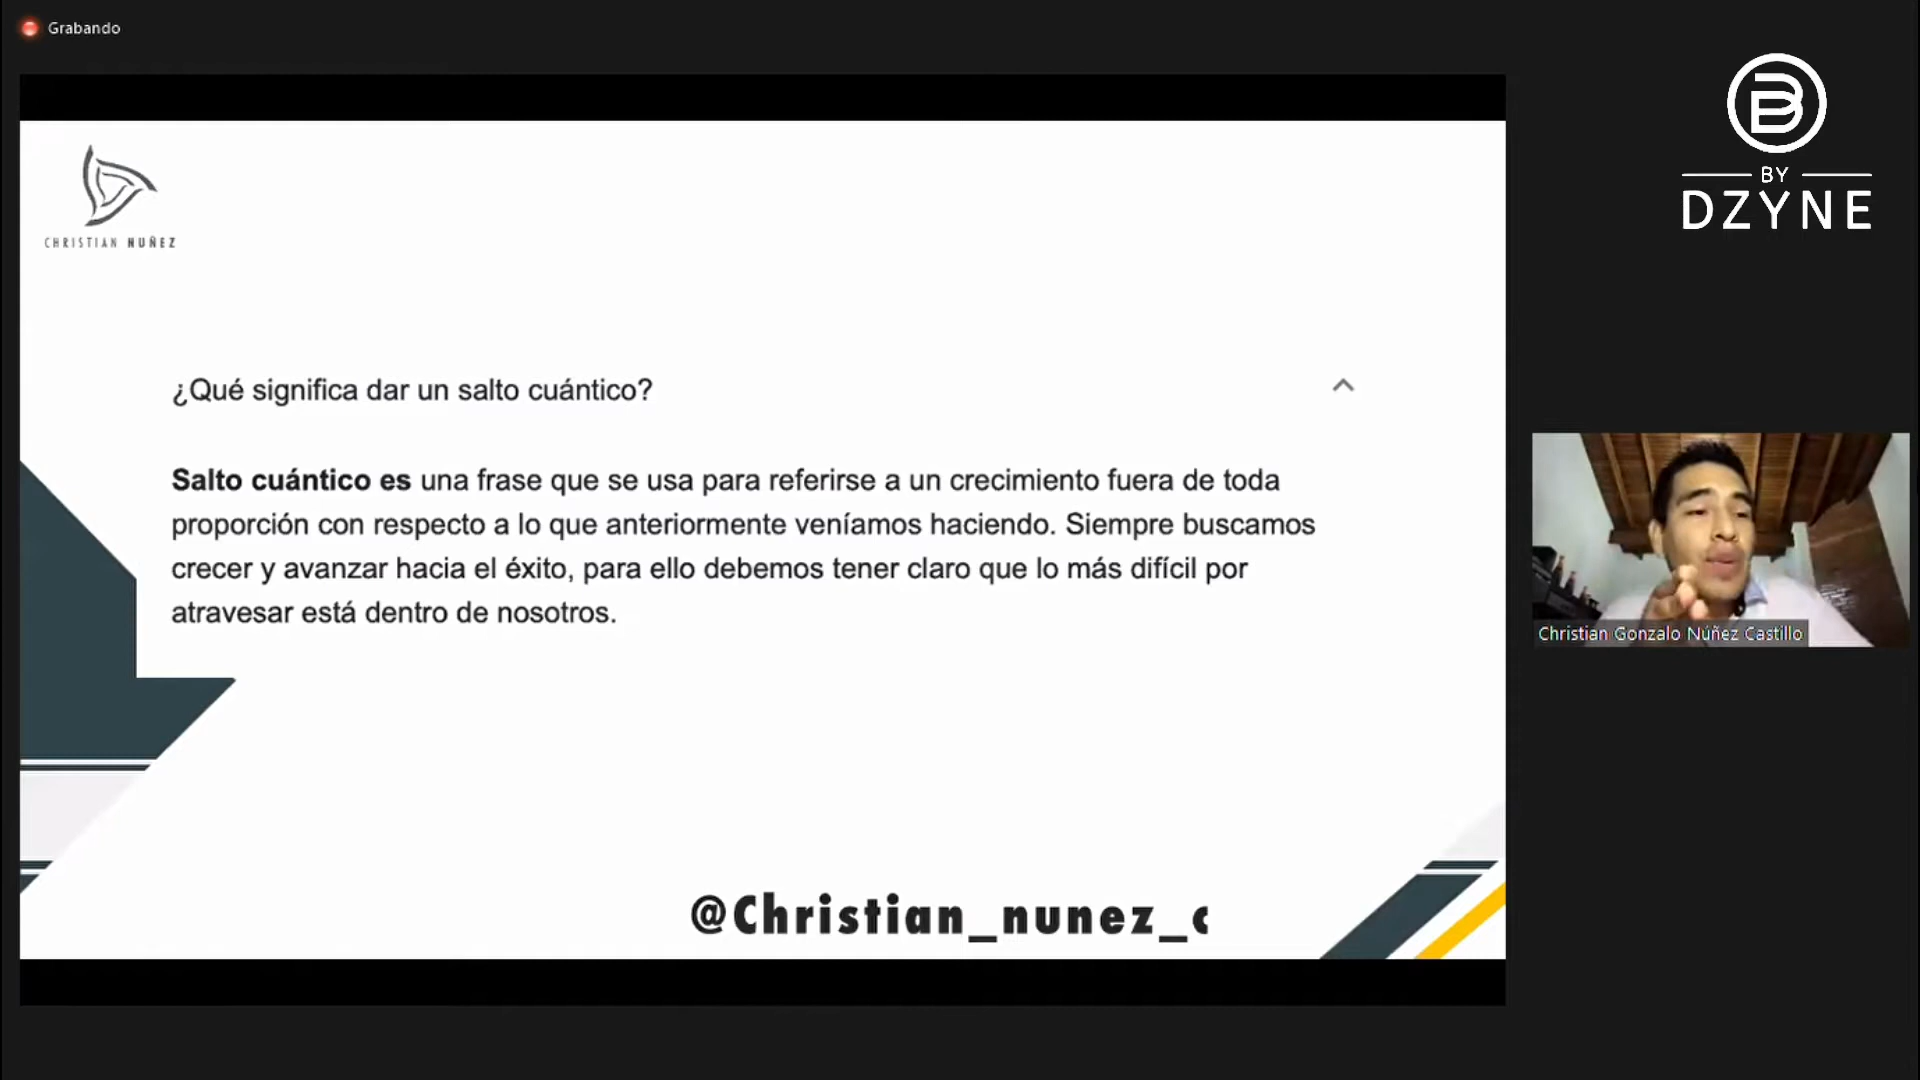 Grabando
B
BY
DZYNE
CHRISTIAN NUÑEZ
¿Qué significa dar un salto cuántico?
Salto cuántico es una frase que se usa para referirse a un crecimiento fuera de toda
proporción con respecto a lo que anteriormente veníamos haciendo. Siempre buscamos
crecer y avanzar hacia el éxito, para ello debemos tener claro que lo más difícil por
atravesar está dentro de nosotros.
Christian Gonzalo Núñez Castillo
@Christian_nunez_c